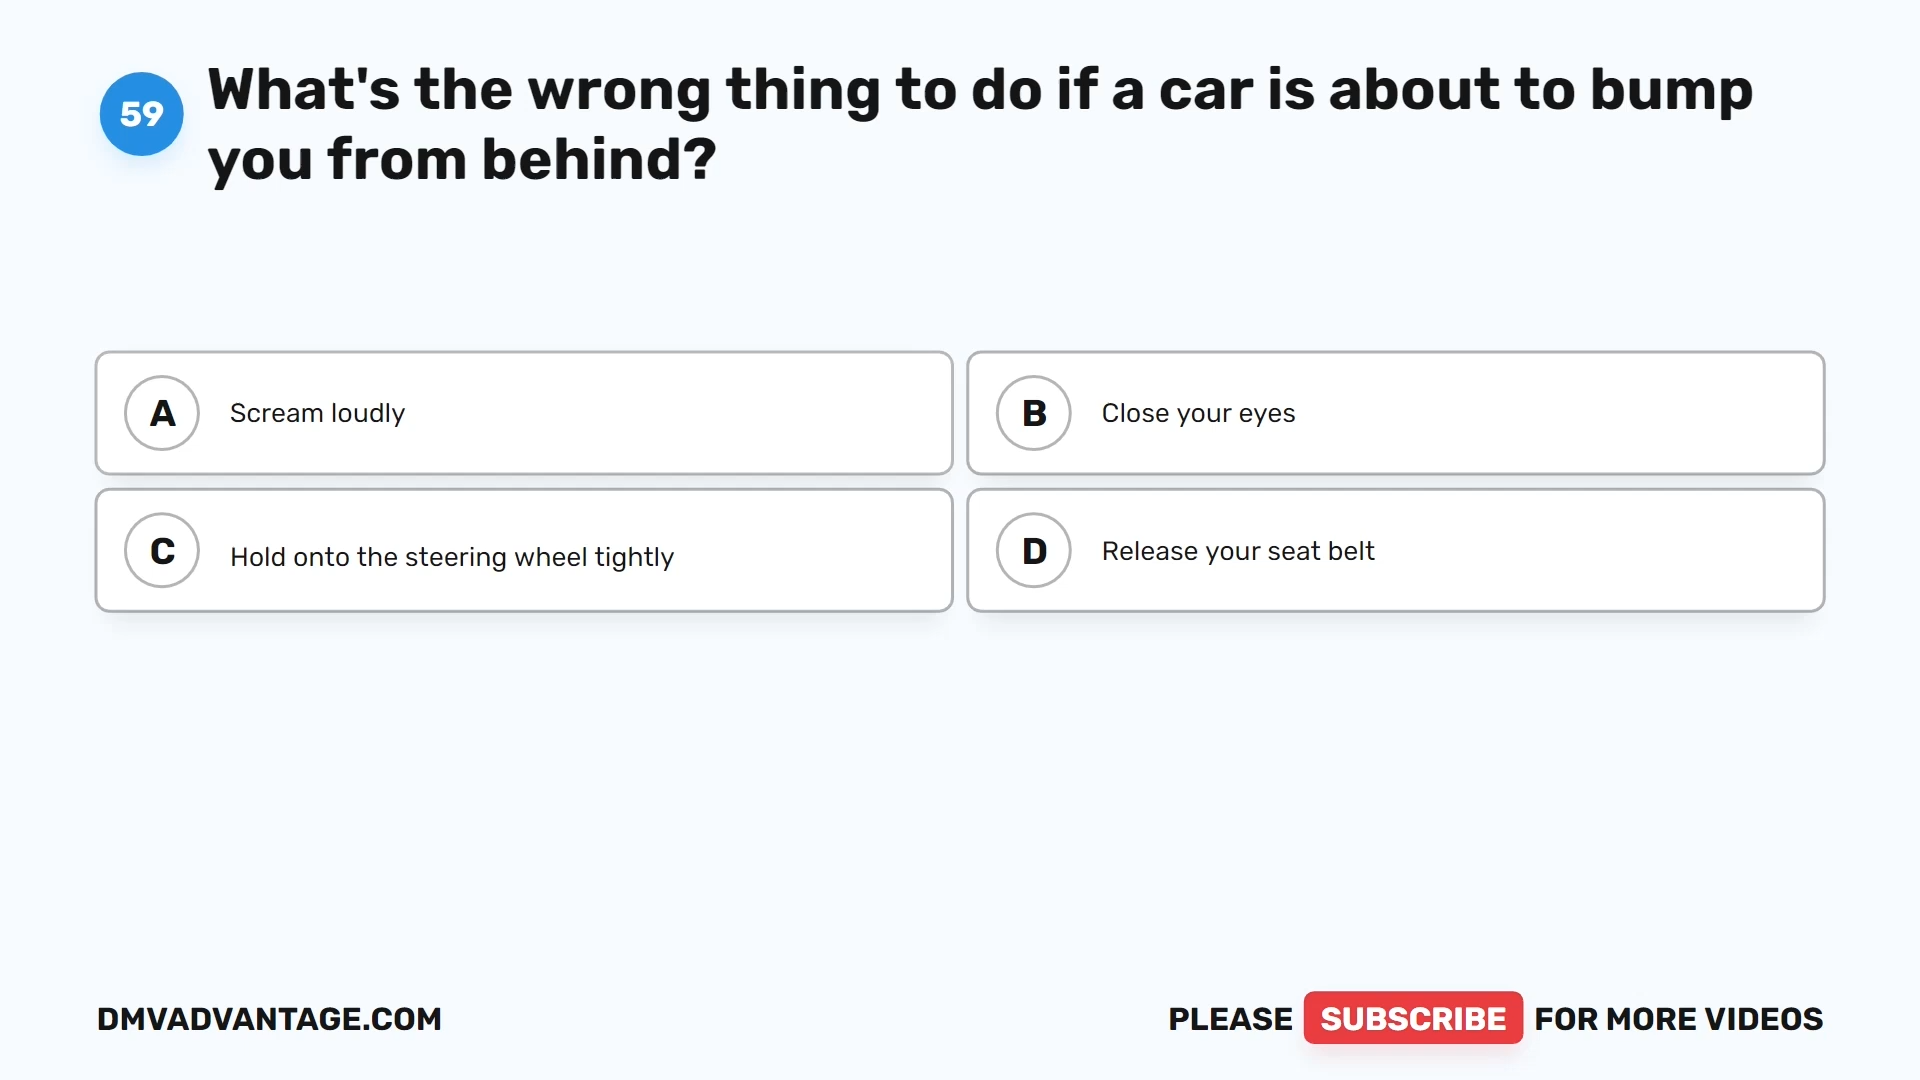 59
What's the wrong thing to do if a car is about to bump
you from behind?
A Scream loudly
B Close your eyes
C Hold onto the steering wheel tightly
D Release your seat belt
DMVADVANTAGE.COM
PLEASE SUBSCRIBE FOR MORE VIDEOS